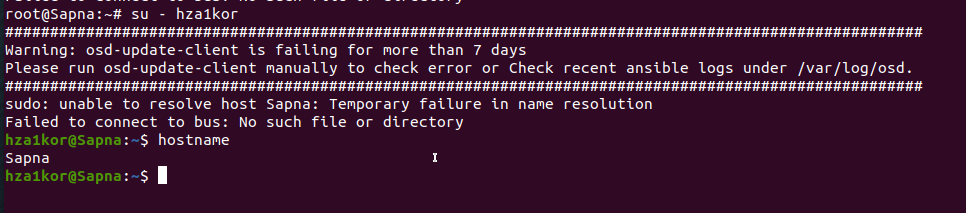 root@Sapna:~# su - hza1kor
#######################################################################################################
Warning: osd-update-client is failing for more than 7 days
Please run osd-update-client manually to check error or Check recent ansible logs under /var/log/osd.
#######################################################################################################
sudo: unable to resolve host Sapna: Temporary failure in name resolution
Failed to connect to bus: No such file or directory
hza1kor@Sapna:~$ hostname
Sapna
hza1kor@Sapna:~$